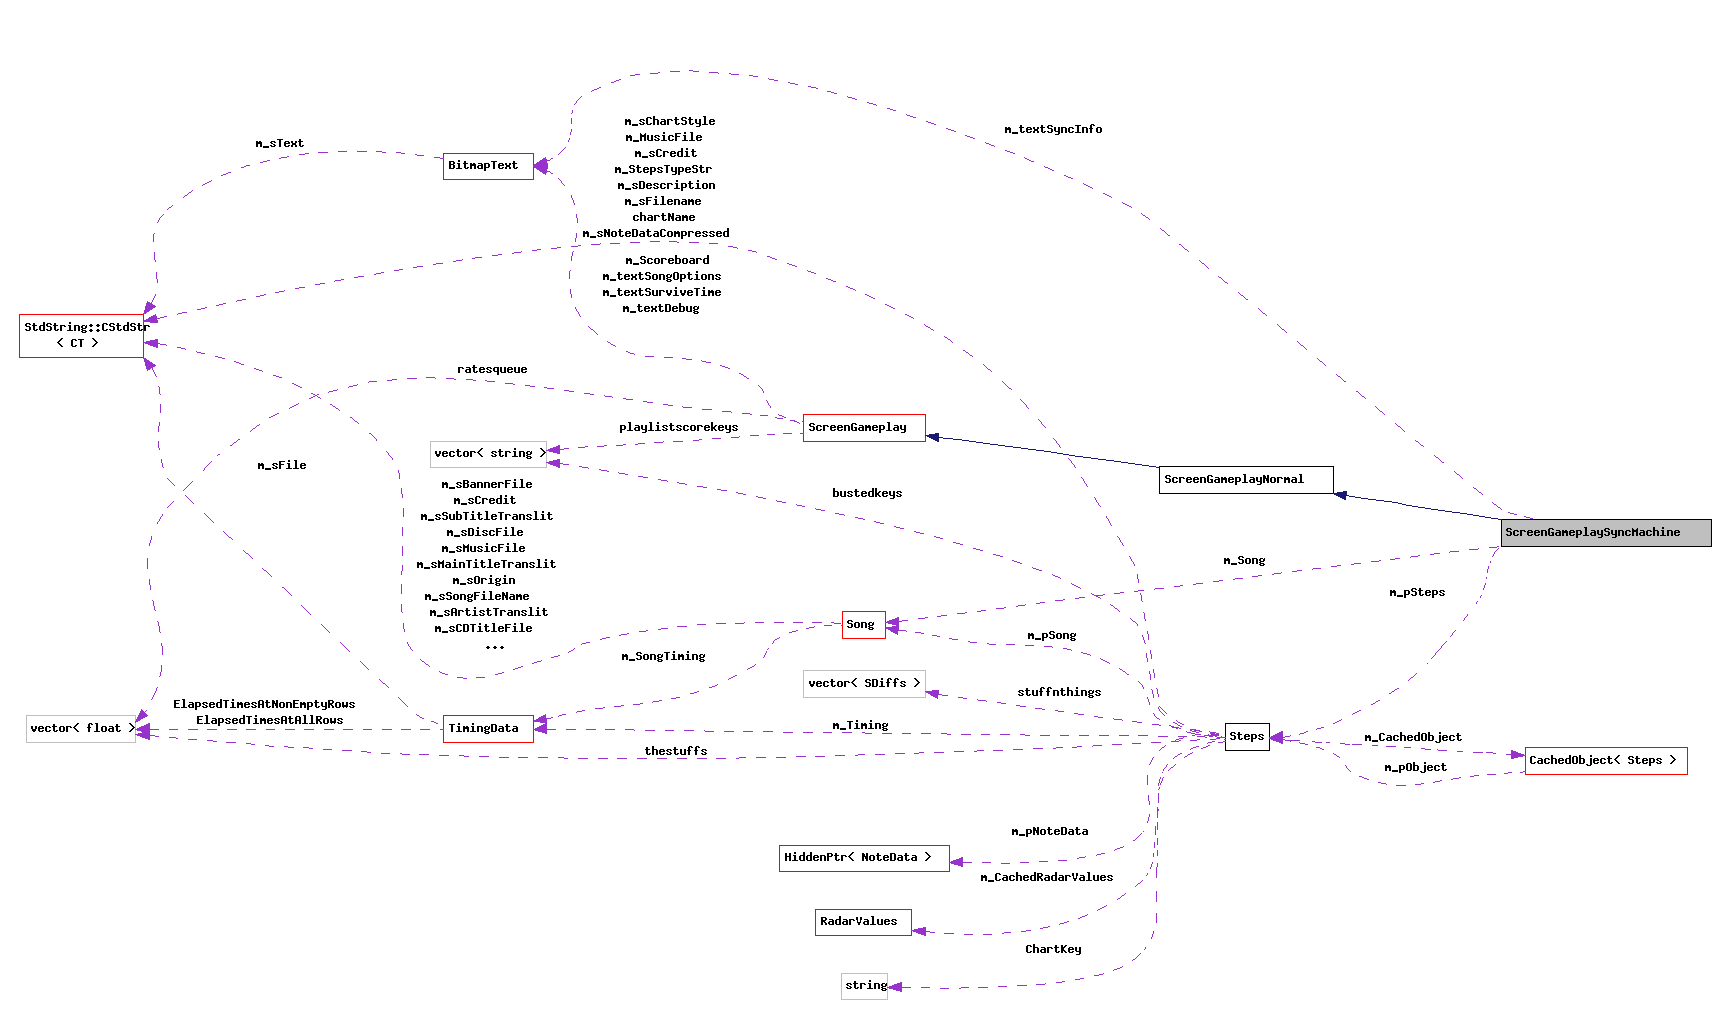 m_sChartStyle
m_MusicFile
m_sCredit
m_StepsTypeStr
m_sDescription
m_sFilename
chartName
m_sNoteDataCompressed
m_textSyncInfo
m_sText
BitmapText
m_Scoreboard
m_textSongOptions
m_textSurviveTime
m_textDebug
StdString::CStdStr
< CT >
ratesqueue
playlistscorekeys
ScreenGameplay
vector< string >
m_sFile
ScreenGameplayNormal
bustedkeys
ScreenGameplaySyncMachine
m_sBannerFile
m_sCredit
m_sSubTitleTranslit
m_sDiscFile
m_sMusicFile
m_sMainTitleTranslit
m_sOrigin
m_sSongFileName
m_sArtistTranslit
m_sCDTitleFile
...
m_Song
m_pSteps
Song
m_pSong
m_SongTiming
vector< SDiffs >
stuffnthings
ElapsedTimesAtNonEmptyRows
ElapsedTimesAtAllRows
vector< float >
TimingData
m_Timing
Steps
thestuffs
m_CachedObject
m_pObject
CachedObject< Steps >
m_pNoteData
HiddenPtr< NoteData >
m_CachedRadarValues
RadarValues
ChartKey
string